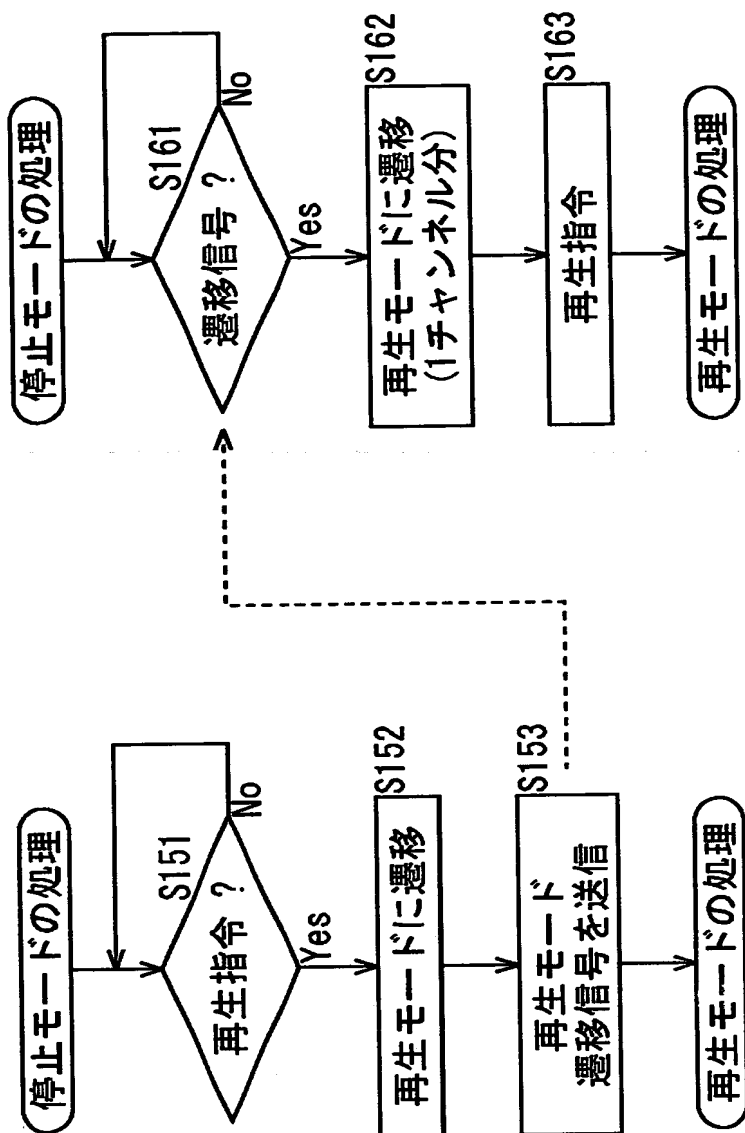 停止モードの処理
S151
再生指令？
No
Yes
S152
再生モードに遷移
S153
再生モード
遷移信号を送信
再生モードの処理
停止モードの処理
S161
遷移信号？
No
Yes
S162
再生モードに遷移
(1チャンネル分)
S163
再生指令
再生モードの処理